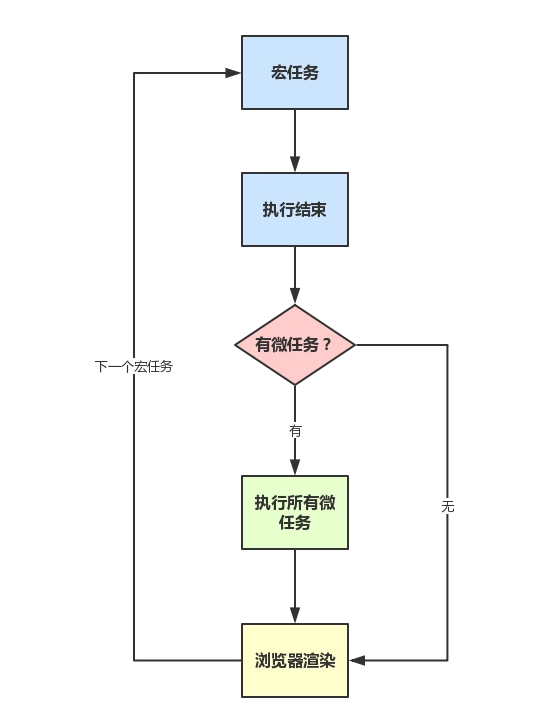 宏任务
执行结束
有微任务？
下一个宏任务
有
执行所有微
任务
无
浏览器渲染